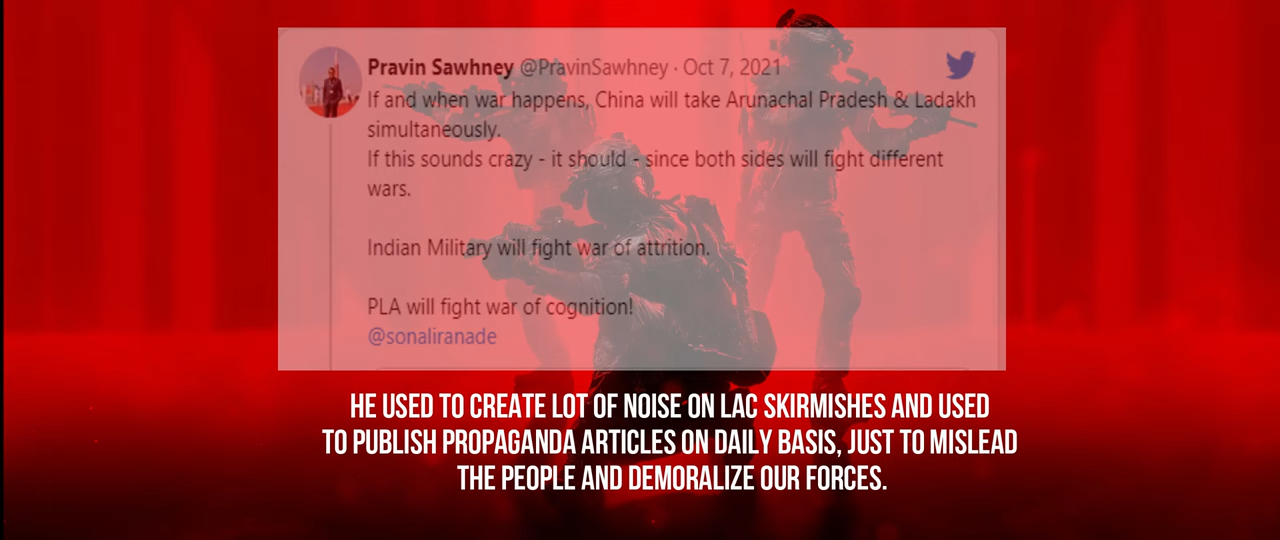 Pravin Sawhney @PravinSawhney · Oct 7, 2021
If and when war happens, China will take Arunachal Pradesh & Ladakh
simultaneously.
If this sounds crazy - it should - since both sides will fight different
wars.
Indian Military will fight war of attrition.
PLA will fight war of cognition!
@sonaliranade
HE USED TO CREATE LOT OF NOISE ON LAC SKIRMISHES AND USED
TO PUBLISH PROPAGANDA ARTICLES ON DAILY BASIS, JUST TO MISLEAD
THE PEOPLE AND DEMORALIZE OUR FORCES.